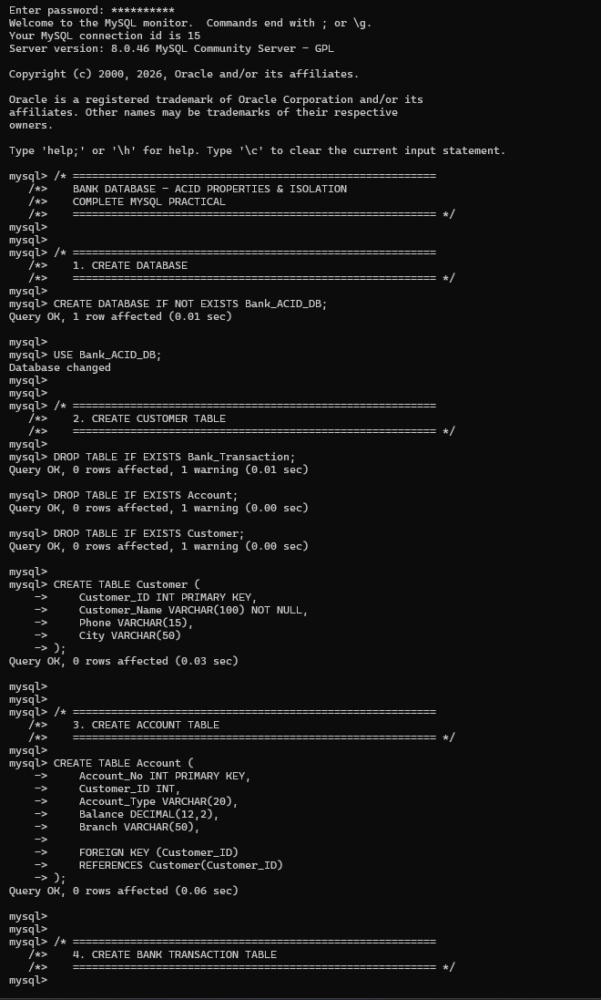 Enter password: **********
Welcome to the MySQL monitor.  Commands end with ; or \g.
Your MySQL connection id is 15
Server version: 8.0.46 MySQL Community Server - GPL

Copyright (c) 2000, 2026, Oracle and/or its affiliates.

Oracle is a registered trademark of Oracle Corporation and/or its
affiliates. Other names may be trademarks of their respective
owners.

Type 'help;' or '\h' for help. Type '\c' to clear the current input statement.

mysql> /* =========================================================
   /*>    BANK DATABASE - ACID PROPERTIES & ISOLATION
   /*>    COMPLETE MYSQL PRACTICAL
   /*>    ========================================================= */
mysql>
mysql>
mysql> /* =========================================================
   /*>    1. CREATE DATABASE
   /*>    ========================================================= */
mysql>
mysql> CREATE DATABASE IF NOT EXISTS Bank_ACID_DB;
Query OK, 1 row affected (0.01 sec)

mysql>
mysql> USE Bank_ACID_DB;
Database changed
mysql>
mysql>
mysql> /* =========================================================
   /*>    2. CREATE CUSTOMER TABLE
   /*>    ========================================================= */
mysql>
mysql> DROP TABLE IF EXISTS Bank_Transaction;
Query OK, 0 rows affected, 1 warning (0.01 sec)

mysql> DROP TABLE IF EXISTS Account;
Query OK, 0 rows affected, 1 warning (0.00 sec)

mysql> DROP TABLE IF EXISTS Customer;
Query OK, 0 rows affected, 1 warning (0.00 sec)

mysql>
mysql> CREATE TABLE Customer (
    ->     Customer_ID INT PRIMARY KEY,
    ->     Customer_Name VARCHAR(100) NOT NULL,
    ->     Phone VARCHAR(15),
    ->     City VARCHAR(50)
    -> );
Query OK, 0 rows affected (0.03 sec)

mysql>
mysql>
mysql> /* =========================================================
   /*>    3. CREATE ACCOUNT TABLE
   /*>    ========================================================= */
mysql>
mysql> CREATE TABLE Account (
    ->     Account_No INT PRIMARY KEY,
    ->     Customer_ID INT,
    ->     Account_Type VARCHAR(20),
    ->     Balance DECIMAL(12,2),
    ->     Branch VARCHAR(50),
    ->
    ->     FOREIGN KEY (Customer_ID)
    ->     REFERENCES Customer(Customer_ID)
    -> );
Query OK, 0 rows affected (0.06 sec)

mysql>
mysql>
mysql> /* =========================================================
   /*>    4. CREATE BANK TRANSACTION TABLE
   /*>    ========================================================= */
mysql>